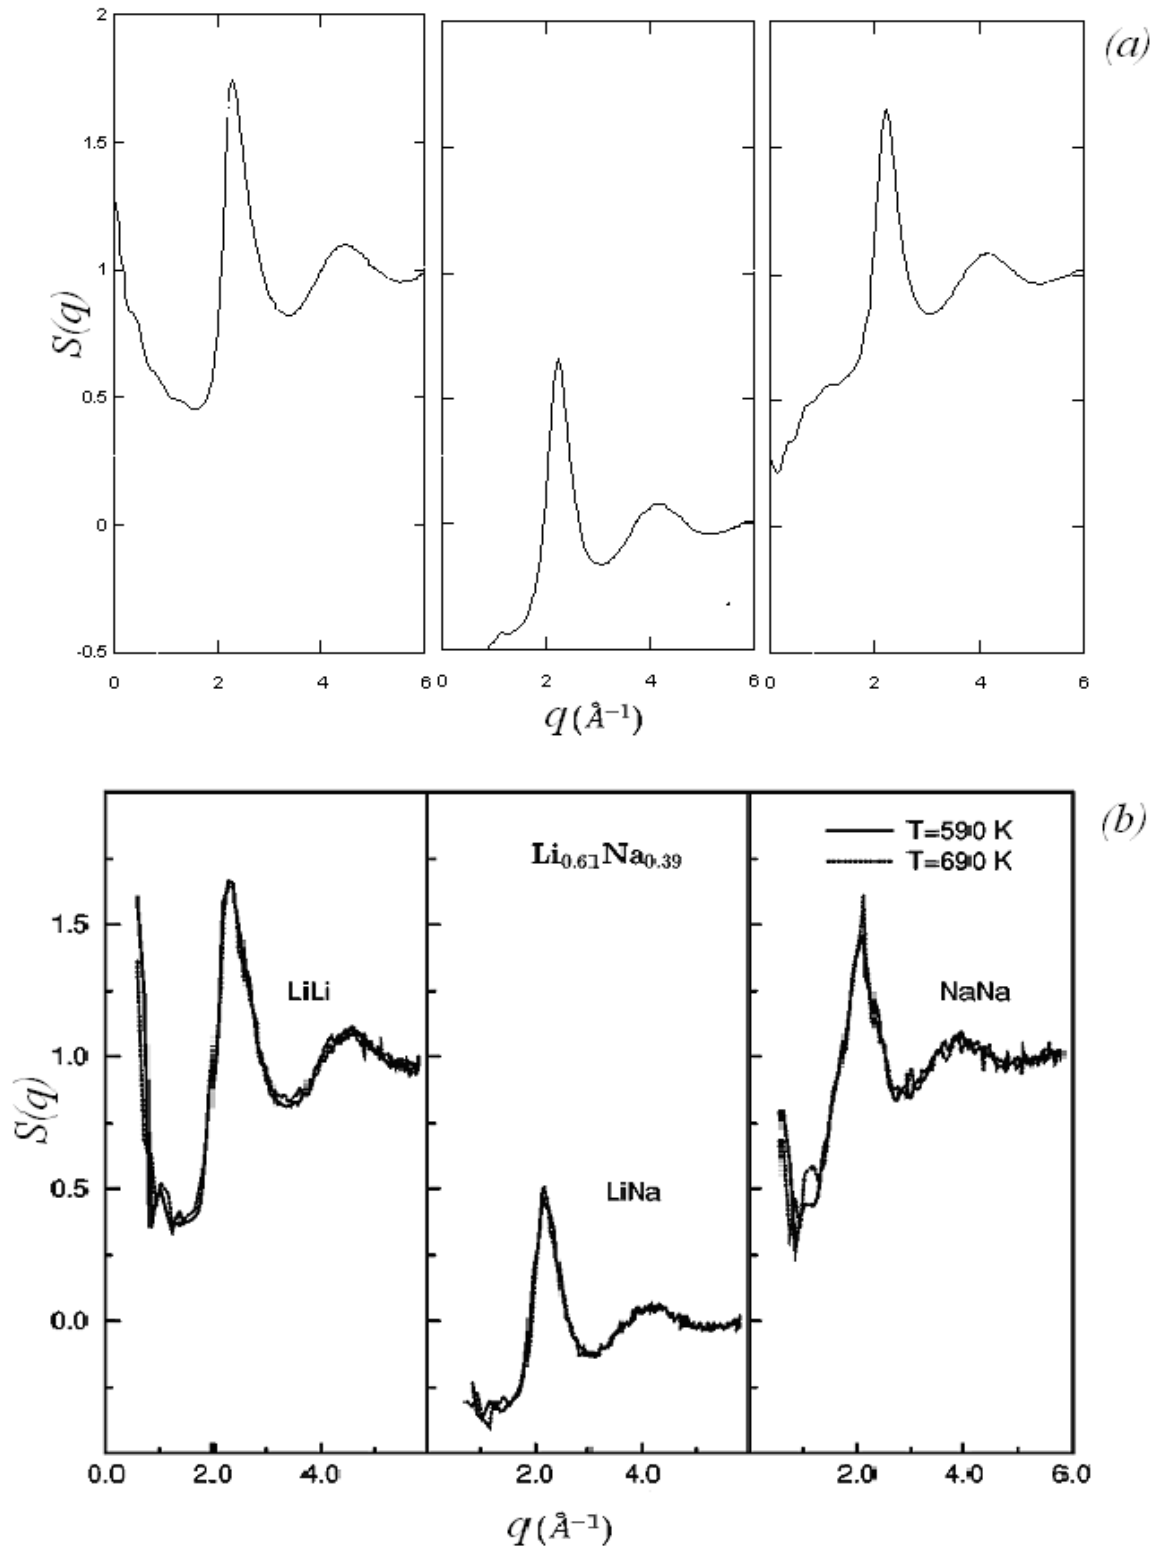 (a)
2
1.5
1
0.5
0
-0.5
S(q)
0 2 4 6 0 2 4 6 0 2 4 6
q (Å⁻¹)
(b)
Li₀.₆₁Na₀.₃₉
T=590 K
T=690 K
LiLi
NaNa
LiNa
1.5
1.0
0.5
0.0
S(q)
0.0 2.0 4.0 2.0 4.0 2.0 4.0 6.0
q (Å⁻¹)